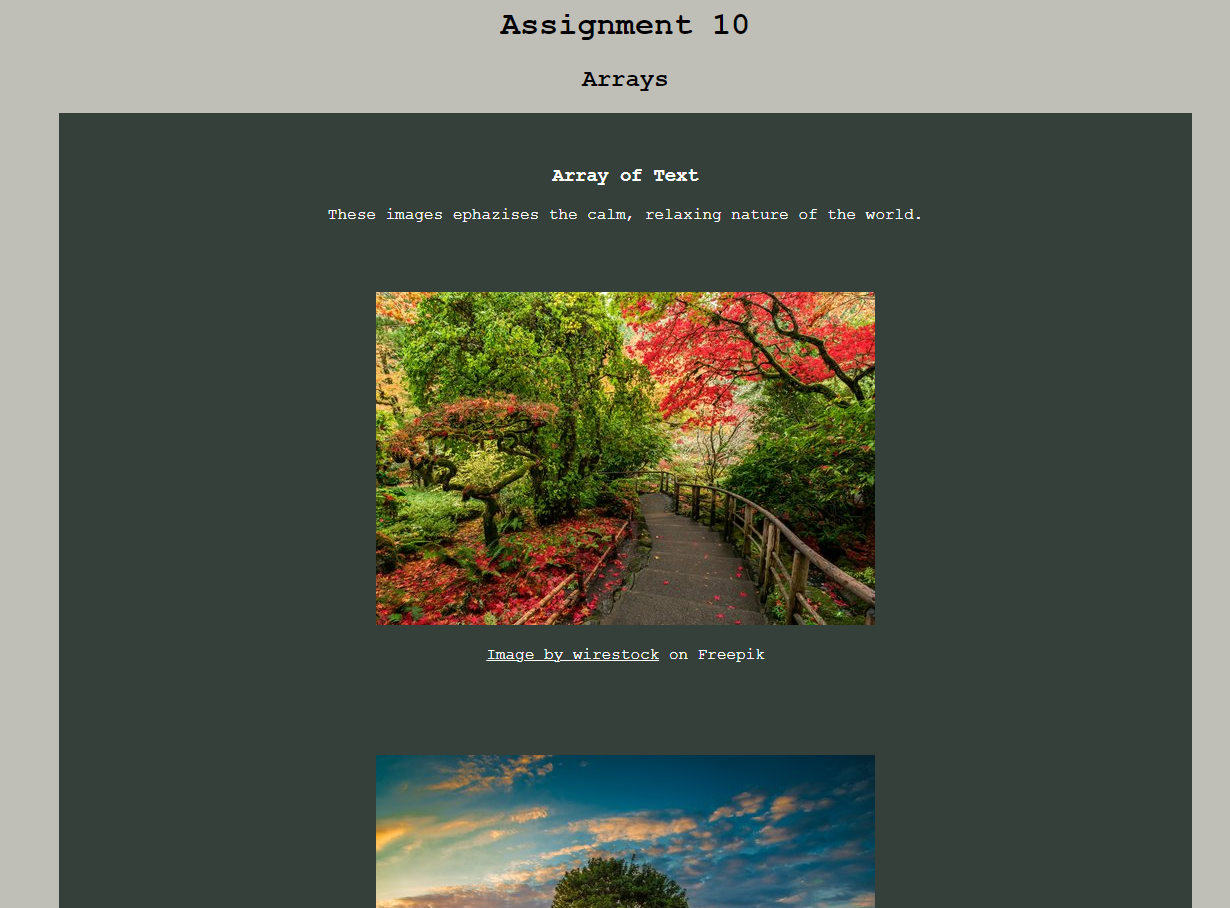 Assignment 10
Arrays
Array of Text
These images ephazises the calm, relaxing nature of the world.
Image by wirestock on Freepik